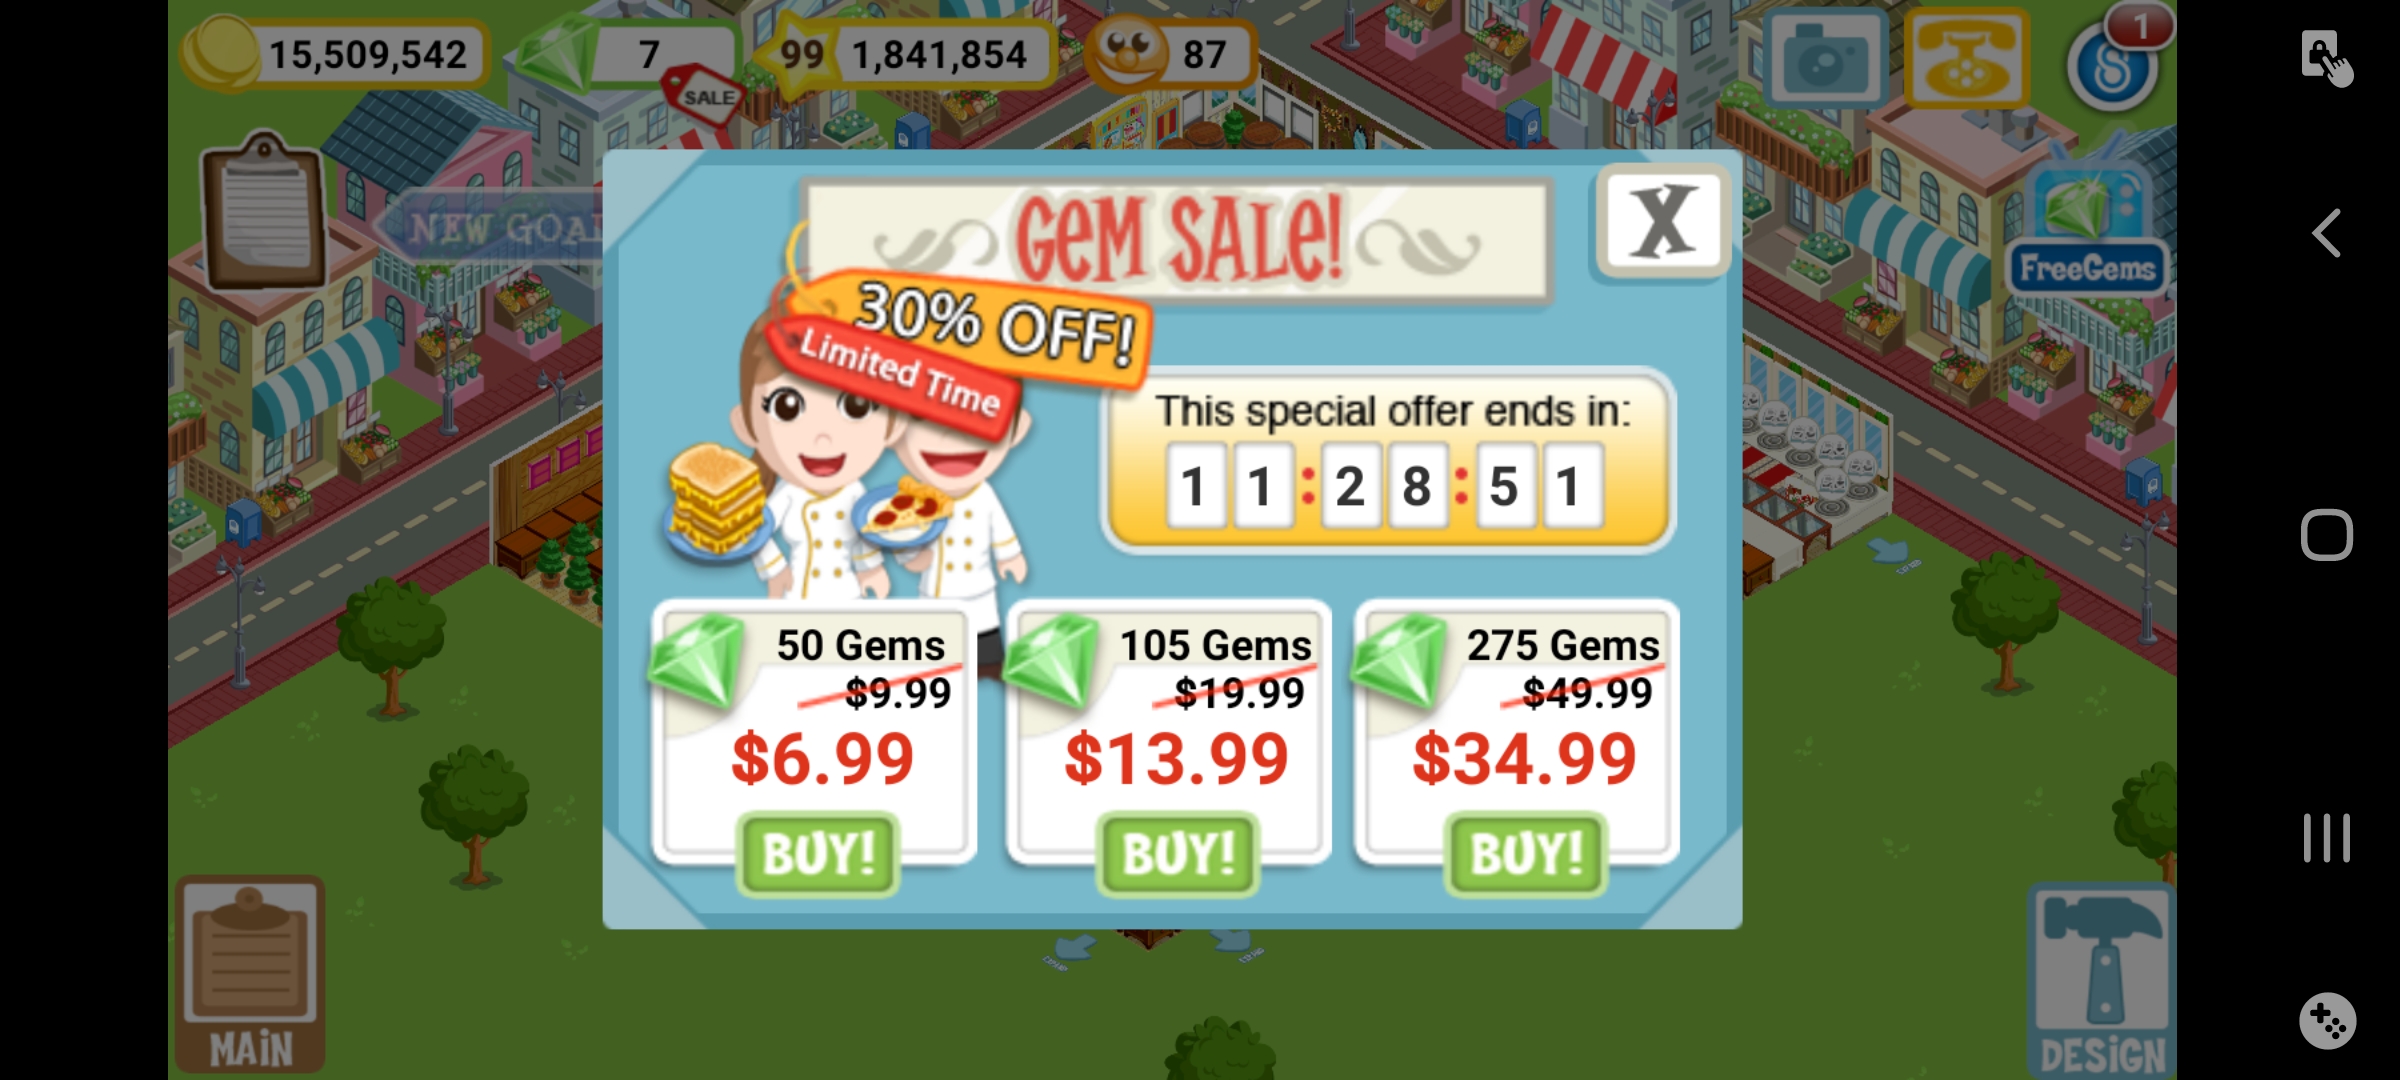 15,509,542
7
SALE
99
1,841,854
87
1
NEW GOAL
GEM SALE!
X
FreeGems
30% OFF!
Limited Time
This special offer ends in:
11:28:51
50 Gems
$9.99
$6.99
BUY!
105 Gems
$19.99
$13.99
BUY!
275 Gems
$49.99
$34.99
BUY!
MAIN
DESIGN